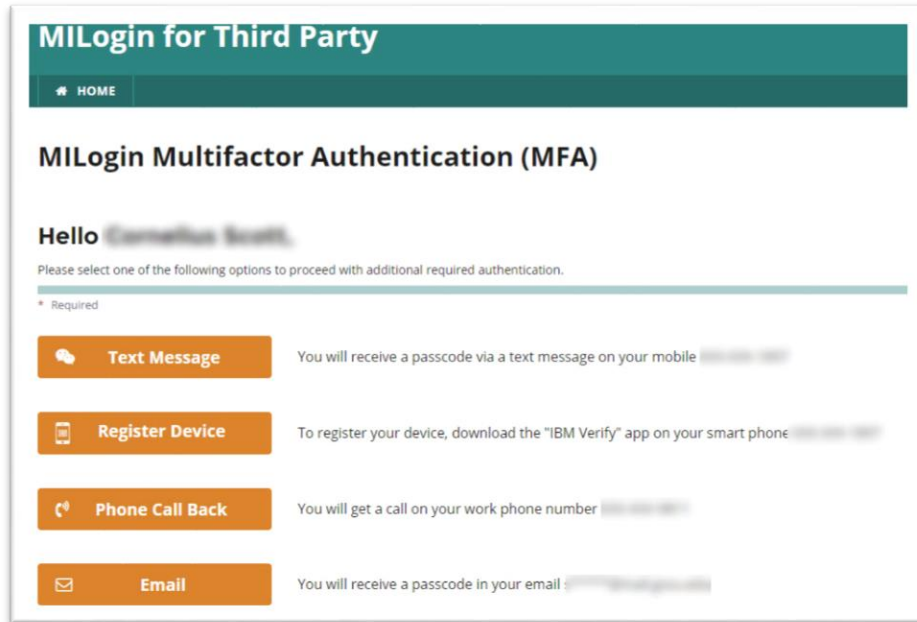 MILogin for Third Party
HOME
MILogin Multifactor Authentication (MFA)
Hello
Please select one of the following options to proceed with additional required authentication.
* Required
Text Message You will receive a passcode via a text message on your mobile
Register Device To register your device, download the "IBM Verify" app on your smart phone
Phone Call Back You will get a call on your work phone number
Email You will receive a passcode in your email